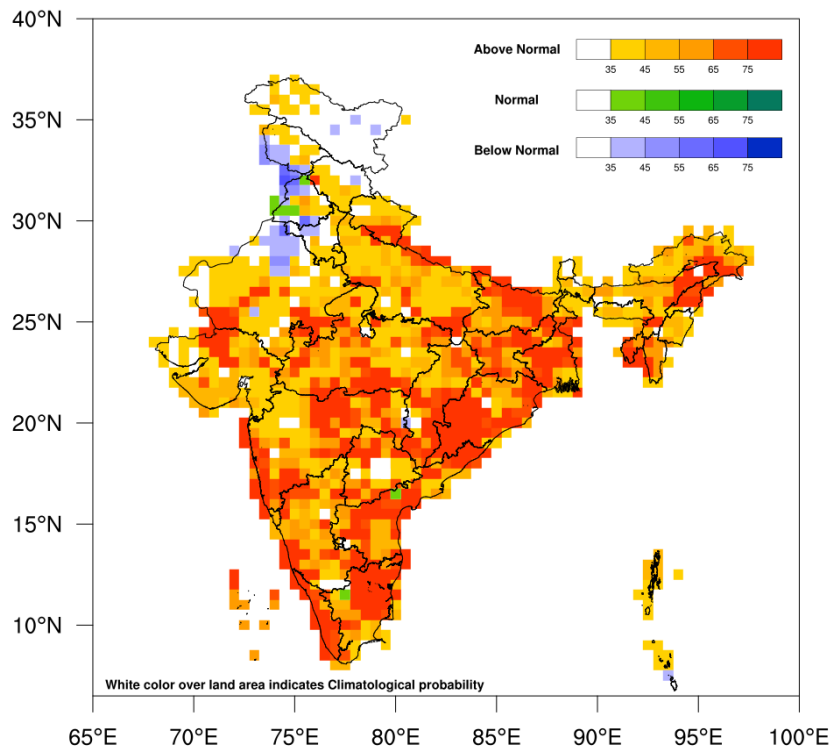 40°N
35°N
30°N
25°N
20°N
15°N
10°N
Above Normal
35 45 55 65 75
Normal
35 45 55 65 75
Below Normal
35 45 55 65 75
White color over land area indicates Climatological probability
65°E 70°E 75°E 80°E 85°E 90°E 95°E 100°E